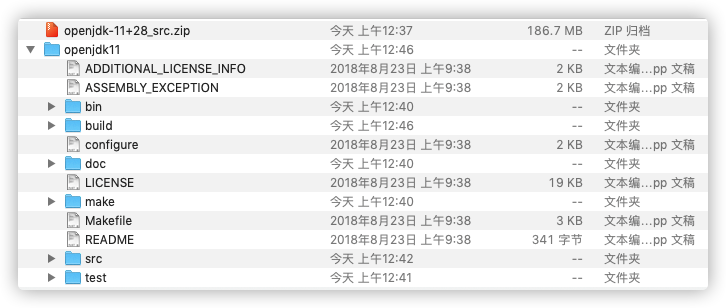 openjdk-11+28_src.zip 今天 上午12:37 186.7 MB ZIP 归档
openjdk11 今天 上午12:46 -- 文件夹
ADDITIONAL_LICENSE_INFO 2018年8月23日 上午9:38 2 KB 文本编...pp 文稿
ASSEMBLY_EXCEPTION 2018年8月23日 上午9:38 2 KB 文本编...pp 文稿
bin 今天 上午12:40 -- 文件夹
build 今天 上午12:46 -- 文件夹
configure 2018年8月23日 上午9:38 2 KB 文本编...pp 文稿
doc 今天 上午12:40 -- 文件夹
LICENSE 2018年8月23日 上午9:38 19 KB 文本编...pp 文稿
make 今天 上午12:40 -- 文件夹
Makefile 2018年8月23日 上午9:38 3 KB 文本编...pp 文稿
README 2018年8月23日 上午9:38 341 字节 文本编...pp 文稿
src 今天 上午12:42 -- 文件夹
test 今天 上午12:41 -- 文件夹